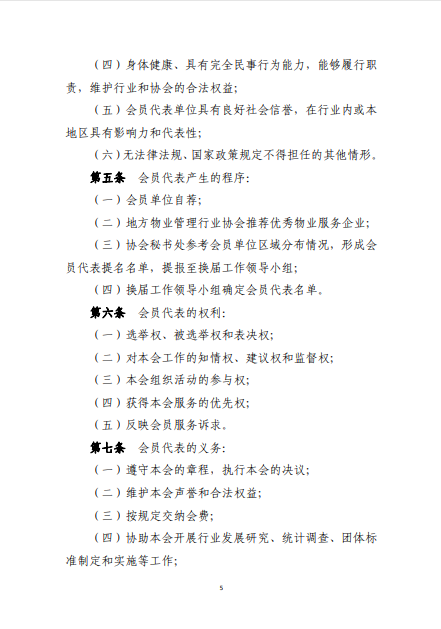 （四）身体健康、具有完全民事行为能力，能够履行职
责，维护行业和协会的合法权益;
（五）会员代表单位具有良好社会信誉，在行业内或本
地区具有影响力和代表性;
（六）无法律法规、国家政策规定不得担任的其他情形。
第五条　会员代表产生的程序:
（一）会员单位自荐;
（二）地方物业管理行业协会推荐优秀物业服务企业;
（三）协会秘书处参考会员单位区域分布情况，形成会
员代表提名名单，提报至换届工作领导小组;
（四）换届工作领导小组确定会员代表名单。
第六条　会员代表的权利:
（一）选举权、被选举权和表决权;
（二）对本会工作的知情权、建议权和监督权;
（三）本会组织活动的参与权;
（四）获得本会服务的优先权;
（五）反映会员服务诉求。
第七条　会员代表的义务:
（一）遵守本会的章程，执行本会的决议;
（二）维护本会声誉和合法权益;
（三）按规定交纳会费;
（四）协助本会开展行业发展研究、统计调查、团体标
准制定和实施等工作;
5